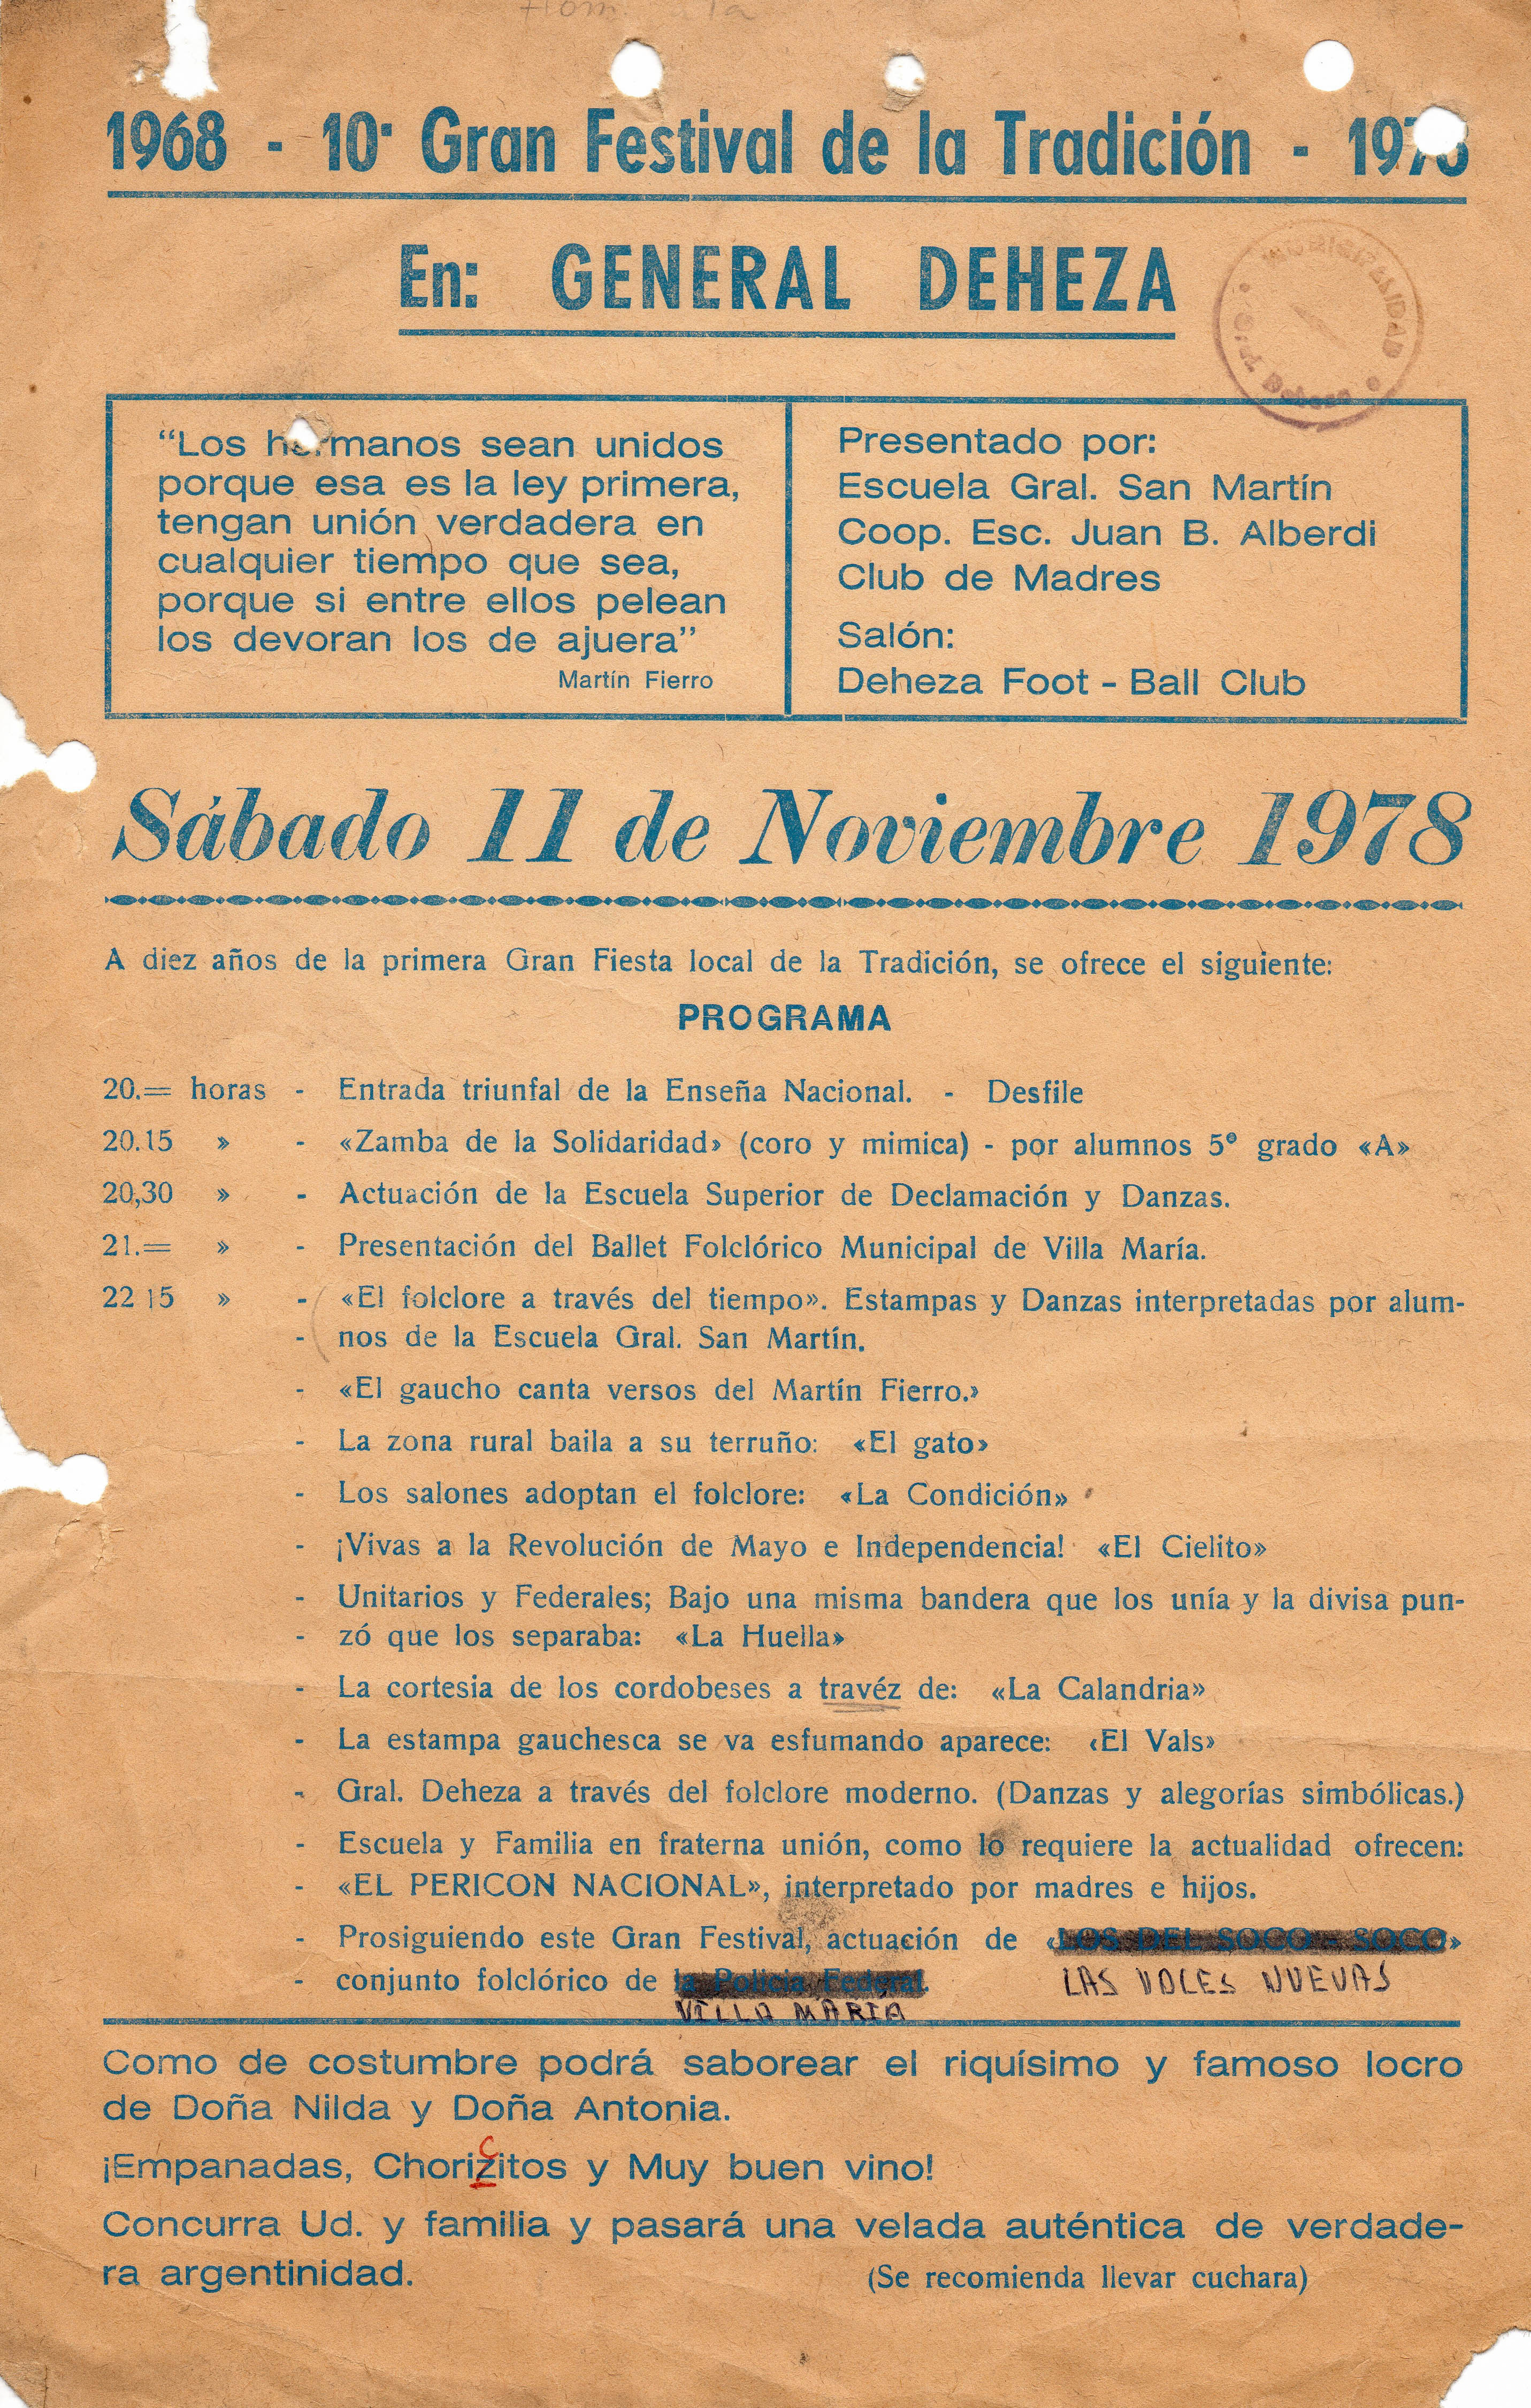 1968 - 10º Gran Festival de la Tradición - 1978
En: GENERAL DEHEZA
MUNICIPALIDAD
Gral. Deheza
“Los hermanos sean unidos
porque esa es la ley primera,
tengan unión verdadera en
cualquier tiempo que sea,
porque si entre ellos pelean
los devoran los de ajuera”
Martín Fierro
Presentado por:
Escuela Gral. San Martín
Coop. Esc. Juan B. Alberdi
Club de Madres
Salón:
Deheza Foot - Ball Club
Sábado 11 de Noviembre 1978
A diez años de la primera Gran Fiesta local de la Tradición, se ofrece el siguiente:
PROGRAMA
20.= horas - Entrada triunfal de la Enseña Nacional. - Desfile
20.15 » - «Zamba de la Solidaridad» (coro y mimica) - por alumnos 5º grado «A»
20,30 » - Actuación de la Escuela Superior de Declamación y Danzas.
21.= » - Presentación del Ballet Folclórico Municipal de Villa María.
22 15 » - «El folclore a través del tiempo». Estampas y Danzas interpretadas por alum-
- nos de la Escuela Gral. San Martín.
- «El gaucho canta versos del Martín Fierro.»
- La zona rural baila a su terruño: «El gato»
- Los salones adoptan el folclore: «La Condición»
- ¡Vivas a la Revolución de Mayo e Independencia! «El Cielito»
- Unitarios y Federales; Bajo una misma bandera que los unía y la divisa pun-
- zó que los separaba: «La Huella»
- La cortesia de los cordobeses a travéz de: «La Calandria»
- La estampa gauchesca se va esfumando aparece: «El Vals»
- Gral. Deheza a través del folclore moderno. (Danzas y alegorías simbólicas.)
- Escuela y Familia en fraterna unión, como lo requiere la actualidad ofrecen:
- «EL PERICON NACIONAL», interpretado por madres e hijos.
- Prosiguiendo este Gran Festival, actuación de «LOS DEL SOCO - SOCO»
- conjunto folclórico de la Policia Federal. LAS VOCES NUEVAS
VILLA MARIA
Como de costumbre podrá saborear el riquísimo y famoso locro
de Doña Nilda y Doña Antonia.
c
¡Empanadas, Chorizitos y Muy buen vino!
Concurra Ud. y familia y pasará una velada auténtica de verdade-
ra argentinidad. (Se recomienda llevar cuchara)